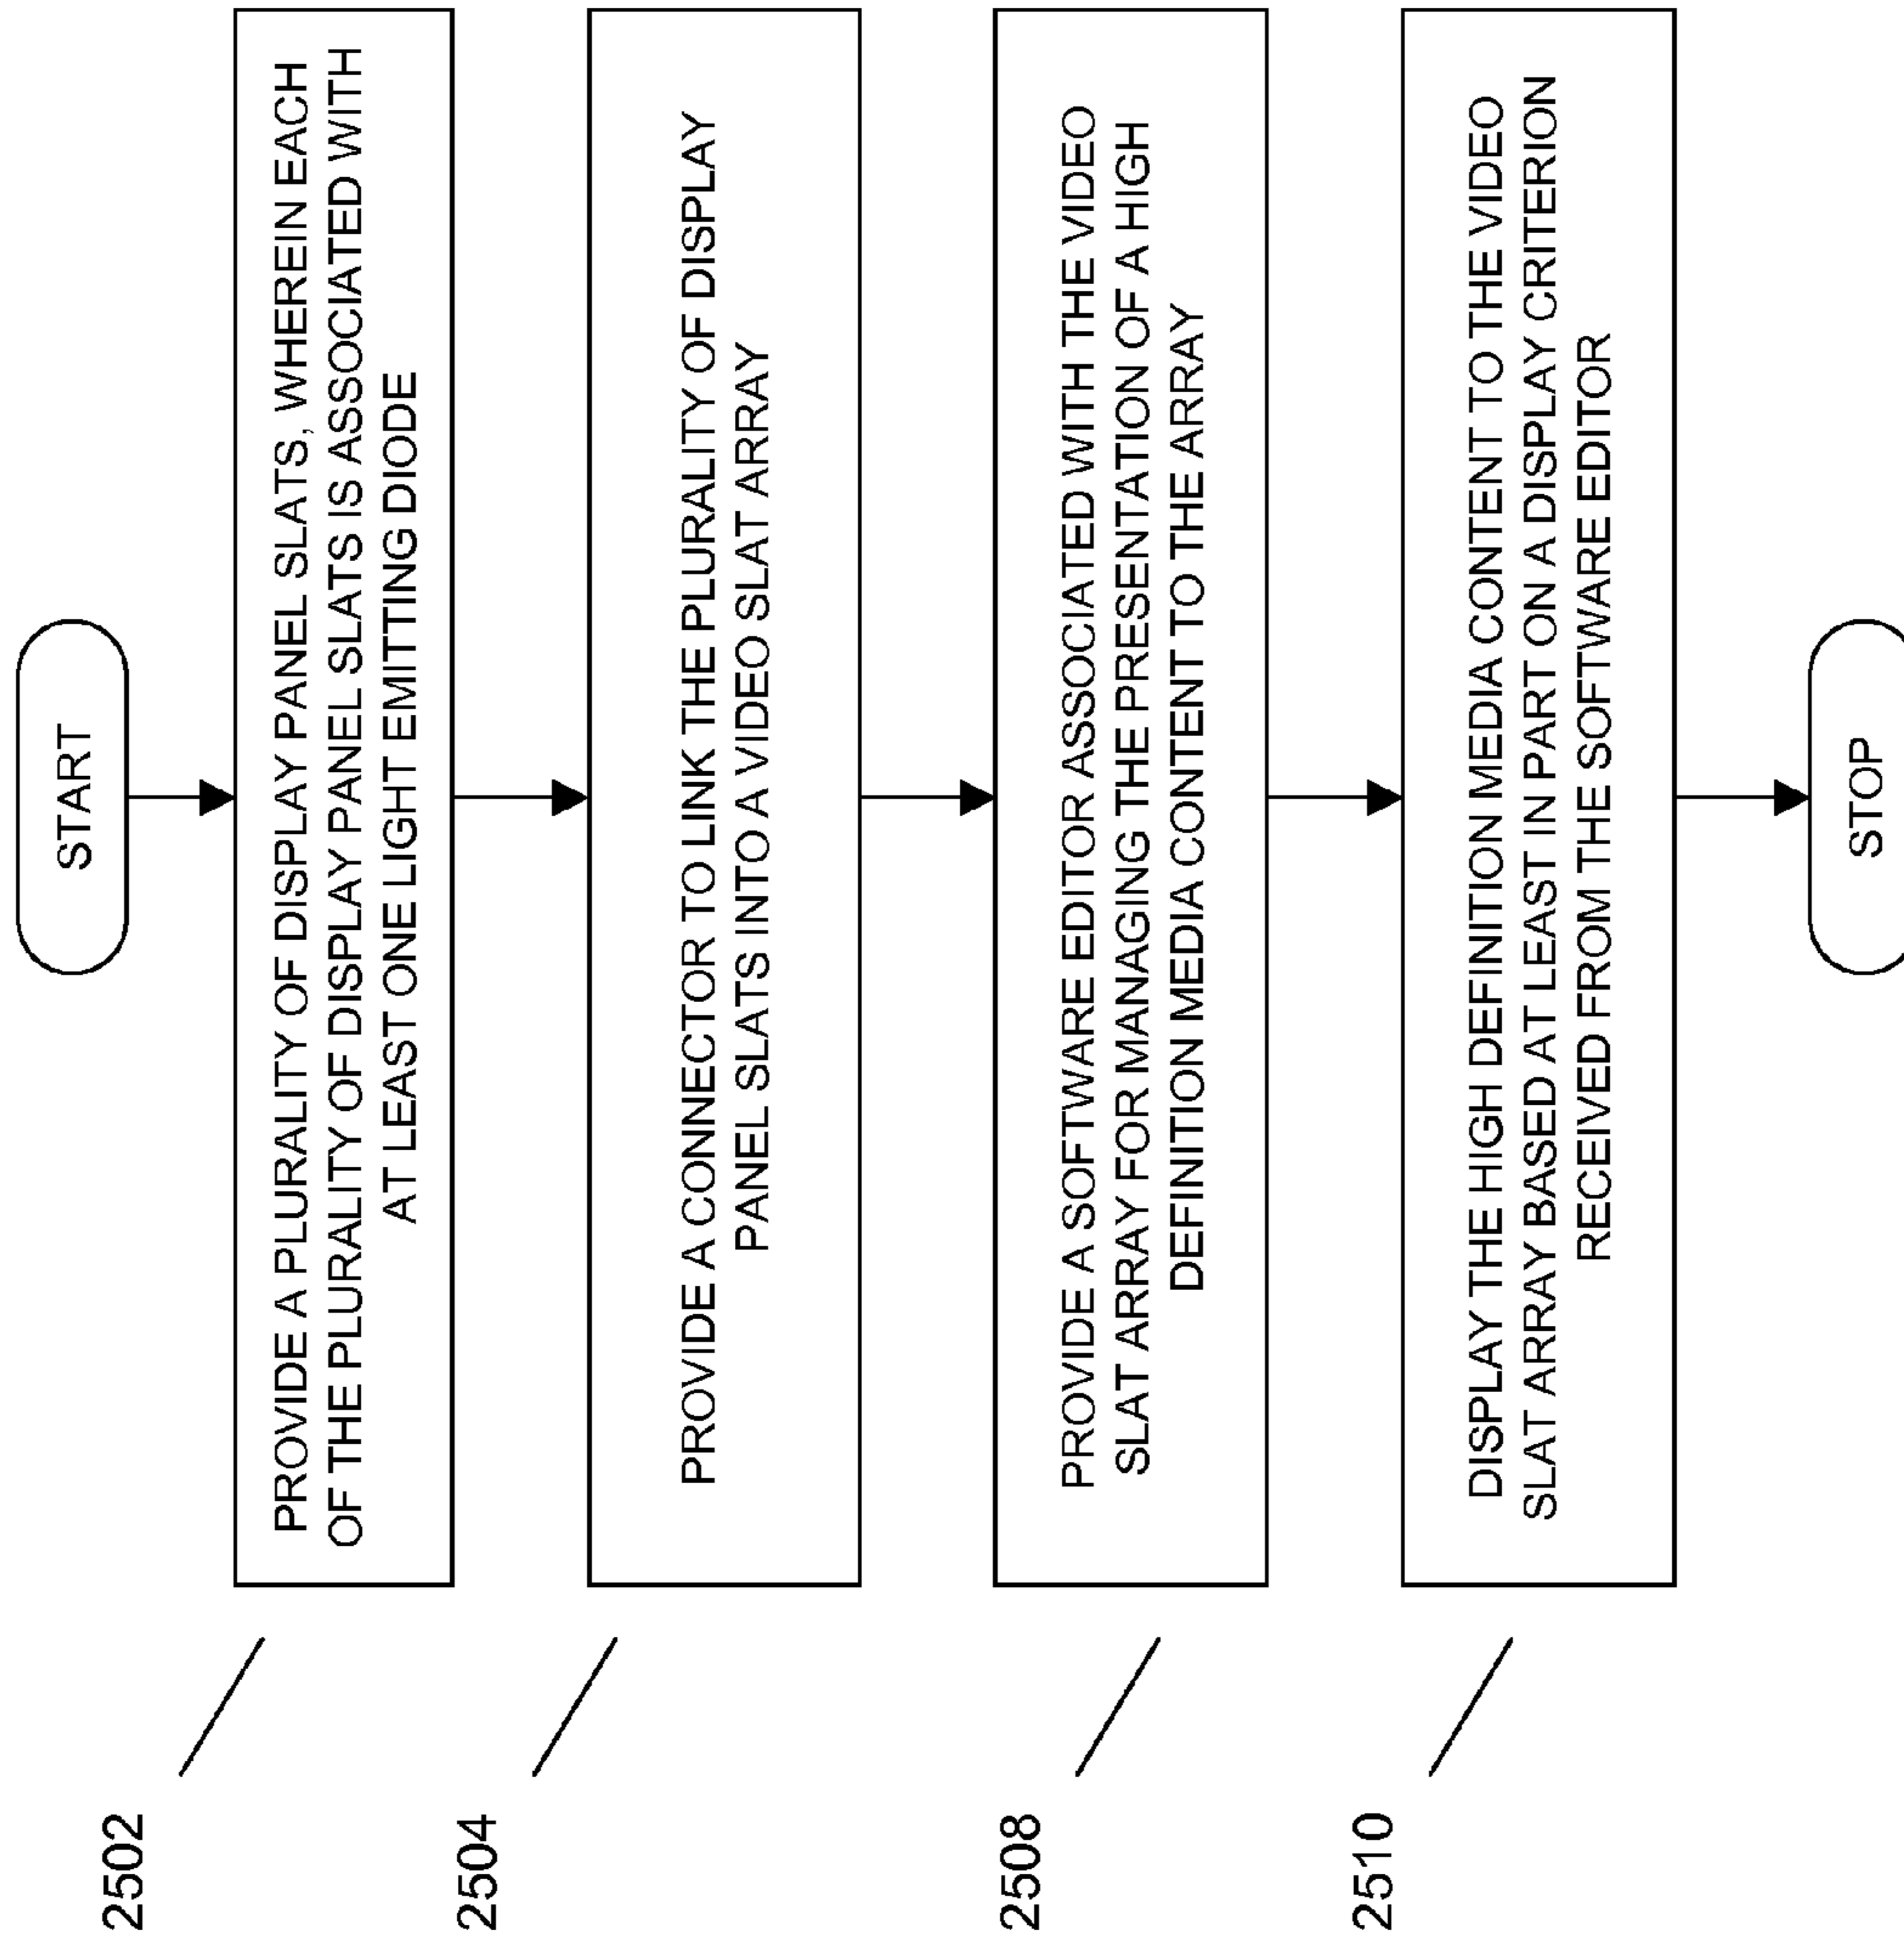 START
2502
PROVIDE A PLURALITY OF DISPLAY PANEL SLATS, WHEREIN EACH
OF THE PLURALITY OF DISPLAY PANEL SLATS IS ASSOCIATED WITH
AT LEAST ONE LIGHT EMITTING DIODE
2504
PROVIDE A CONNECTOR TO LINK THE PLURALITY OF DISPLAY
PANEL SLATS INTO A VIDEO SLAT ARRAY
2508
PROVIDE A SOFTWARE EDITOR ASSOCIATED WITH THE VIDEO
SLAT ARRAY FOR MANAGING THE PRESENTATION OF A HIGH
DEFINITION MEDIA CONTENT TO THE ARRAY
2510
DISPLAY THE HIGH DEFINITION MEDIA CONTENT TO THE VIDEO
SLAT ARRAY BASED AT LEAST IN PART ON A DISPLAY CRITERION
RECEIVED FROM THE SOFTWARE EDITOR
STOP